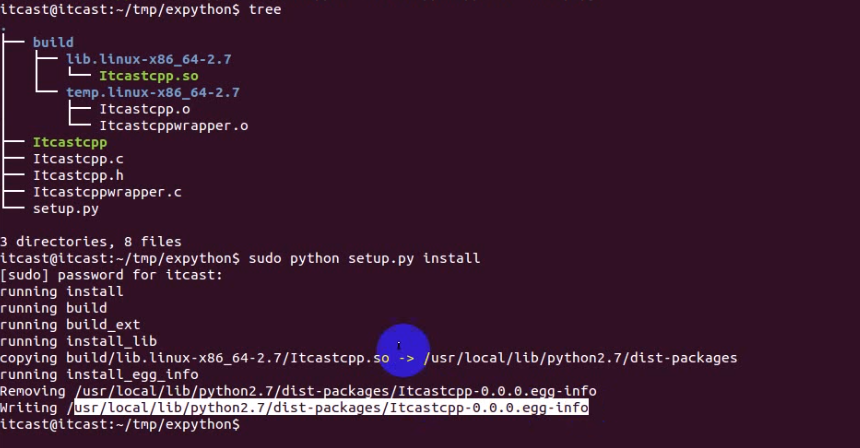 itcast@itcast:~/tmp/expython$ tree
.
├── build
│   ├── lib.linux-x86_64-2.7
│   │   └── Itcastcpp.so
│   └── temp.linux-x86_64-2.7
│       ├── Itcastcpp.o
│       └── Itcastcppwrapper.o
├── Itcastcpp
├── Itcastcpp.c
├── Itcastcpp.h
├── Itcastcppwrapper.c
└── setup.py
3 directories, 8 files
itcast@itcast:~/tmp/expython$ sudo python setup.py install
[sudo] password for itcast:
running install
running build
running build_ext
running install_lib
copying build/lib.linux-x86_64-2.7/Itcastcpp.so -> /usr/local/lib/python2.7/dist-packages
running install_egg_info
Removing /usr/local/lib/python2.7/dist-packages/Itcastcpp-0.0.0.egg-info
Writing /usr/local/lib/python2.7/dist-packages/Itcastcpp-0.0.0.egg-info
itcast@itcast:~/tmp/expython$